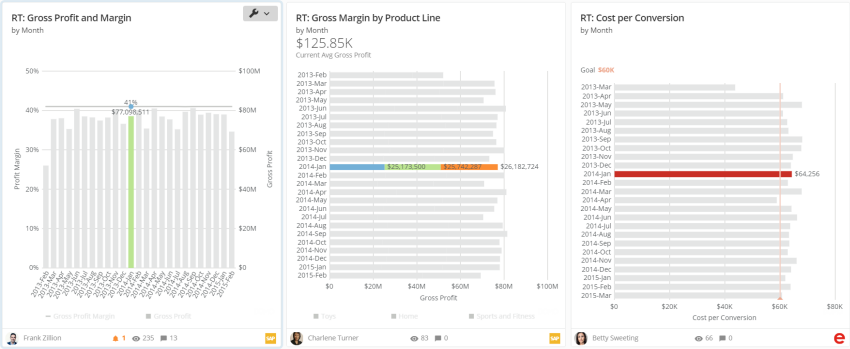 RT: Gross Profit and Margin
by Month
50%
40%
30%
20%
10%
0%
Profit Margin
41%
$77,098,511
$100M
$80M
$60M
$40M
$20M
$0
Gross Profit
2013-Feb
2013-Mar
2013-Apr
2013-May
2013-Jun
2013-Jul
2013-Aug
2013-Sep
2013-Oct
2013-Nov
2013-Dec
2014-Jan
2014-Feb
2014-Mar
2014-Apr
2014-May
2014-Jun
2014-Jul
2014-Aug
2014-Sep
2014-Oct
2014-Nov
2014-Dec
2015-Jan
2015-Feb
Gross Profit Margin
Gross Profit
Frank Zillion
1
235
13
SAP
RT: Gross Margin by Product Line
by Month
$125.85K
Current Avg Gross Profit
2013-Feb
2013-Mar
2013-Apr
2013-May
2013-Jun
2013-Jul
2013-Aug
2013-Sep
2013-Oct
2013-Nov
2013-Dec
2014-Jan $25,173,500 $25,742,287 $26,182,724
2014-Feb
2014-Mar
2014-Apr
2014-May
2014-Jun
2014-Jul
2014-Aug
2014-Sep
2014-Oct
2014-Nov
2014-Dec
2015-Jan
2015-Feb
$0 $20M $40M $60M $80M $100M
Gross Profit
Toys
Home
Sports and Fitness
Charlene Turner
83
0
SAP
RT: Cost per Conversion
by Month
Goal $60K
2013-Mar
2013-Apr
2013-May
2013-Jun
2013-Jul
2013-Aug
2013-Sep
2013-Oct
2013-Nov
2013-Dec
2014-Jan $64,256
2014-Feb
2014-Mar
2014-Apr
2014-May
2014-Jun
2014-Jul
2014-Aug
2014-Sep
2014-Oct
2014-Nov
2014-Dec
2015-Jan
2015-Feb
2015-Mar
$0 $20K $40K $60K $80K
Cost per Conversion
Betty Sweeting
66
0
e